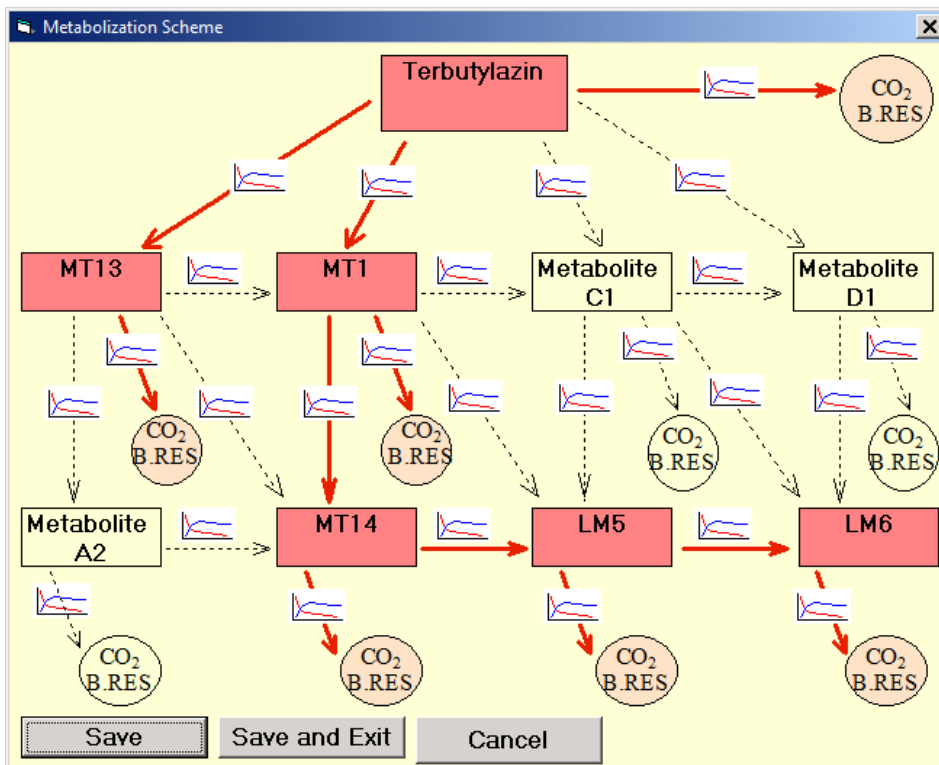 Metabolization Scheme
Terbutylazin
CO2
B.RES
MT13
MT1
Metabolite
C1
Metabolite
D1
CO2
B.RES
CO2
B.RES
CO2
B.RES
CO2
B.RES
Metabolite
A2
MT14
LM5
LM6
CO2
B.RES
CO2
B.RES
CO2
B.RES
CO2
B.RES
Save
Save and Exit
Cancel